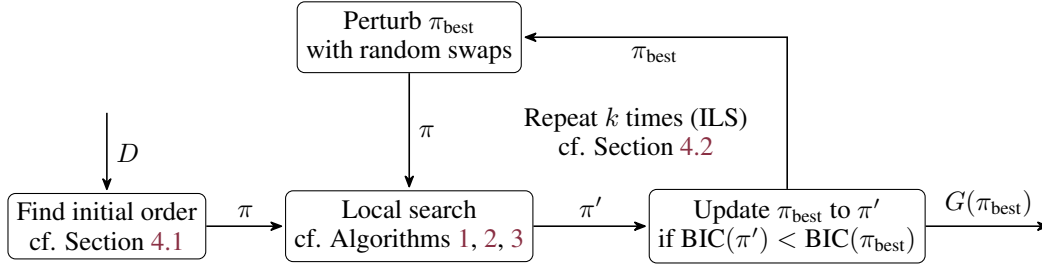 Perturb π_best
with random swaps
π_best
π
Repeat k times (ILS)
cf. Section 4.2
D
Find initial order
cf. Section 4.1
π
Local search
cf. Algorithms 1, 2, 3
π′
Update π_best to π′
if BIC(π′) < BIC(π_best)
G(π_best)